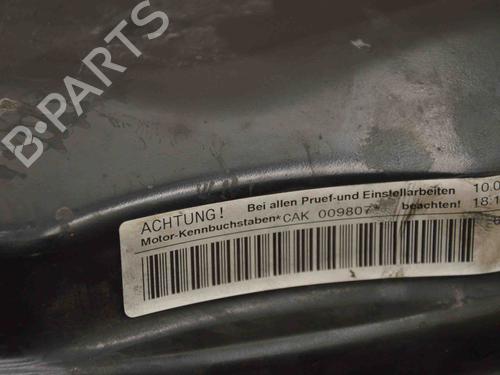 B-PARTS
ACHTUNG! Bei allen Pruef-und Einstellarbeiten 10.0
Motor-Kennbuchstaben*CAK 009807* beachten! 18:1